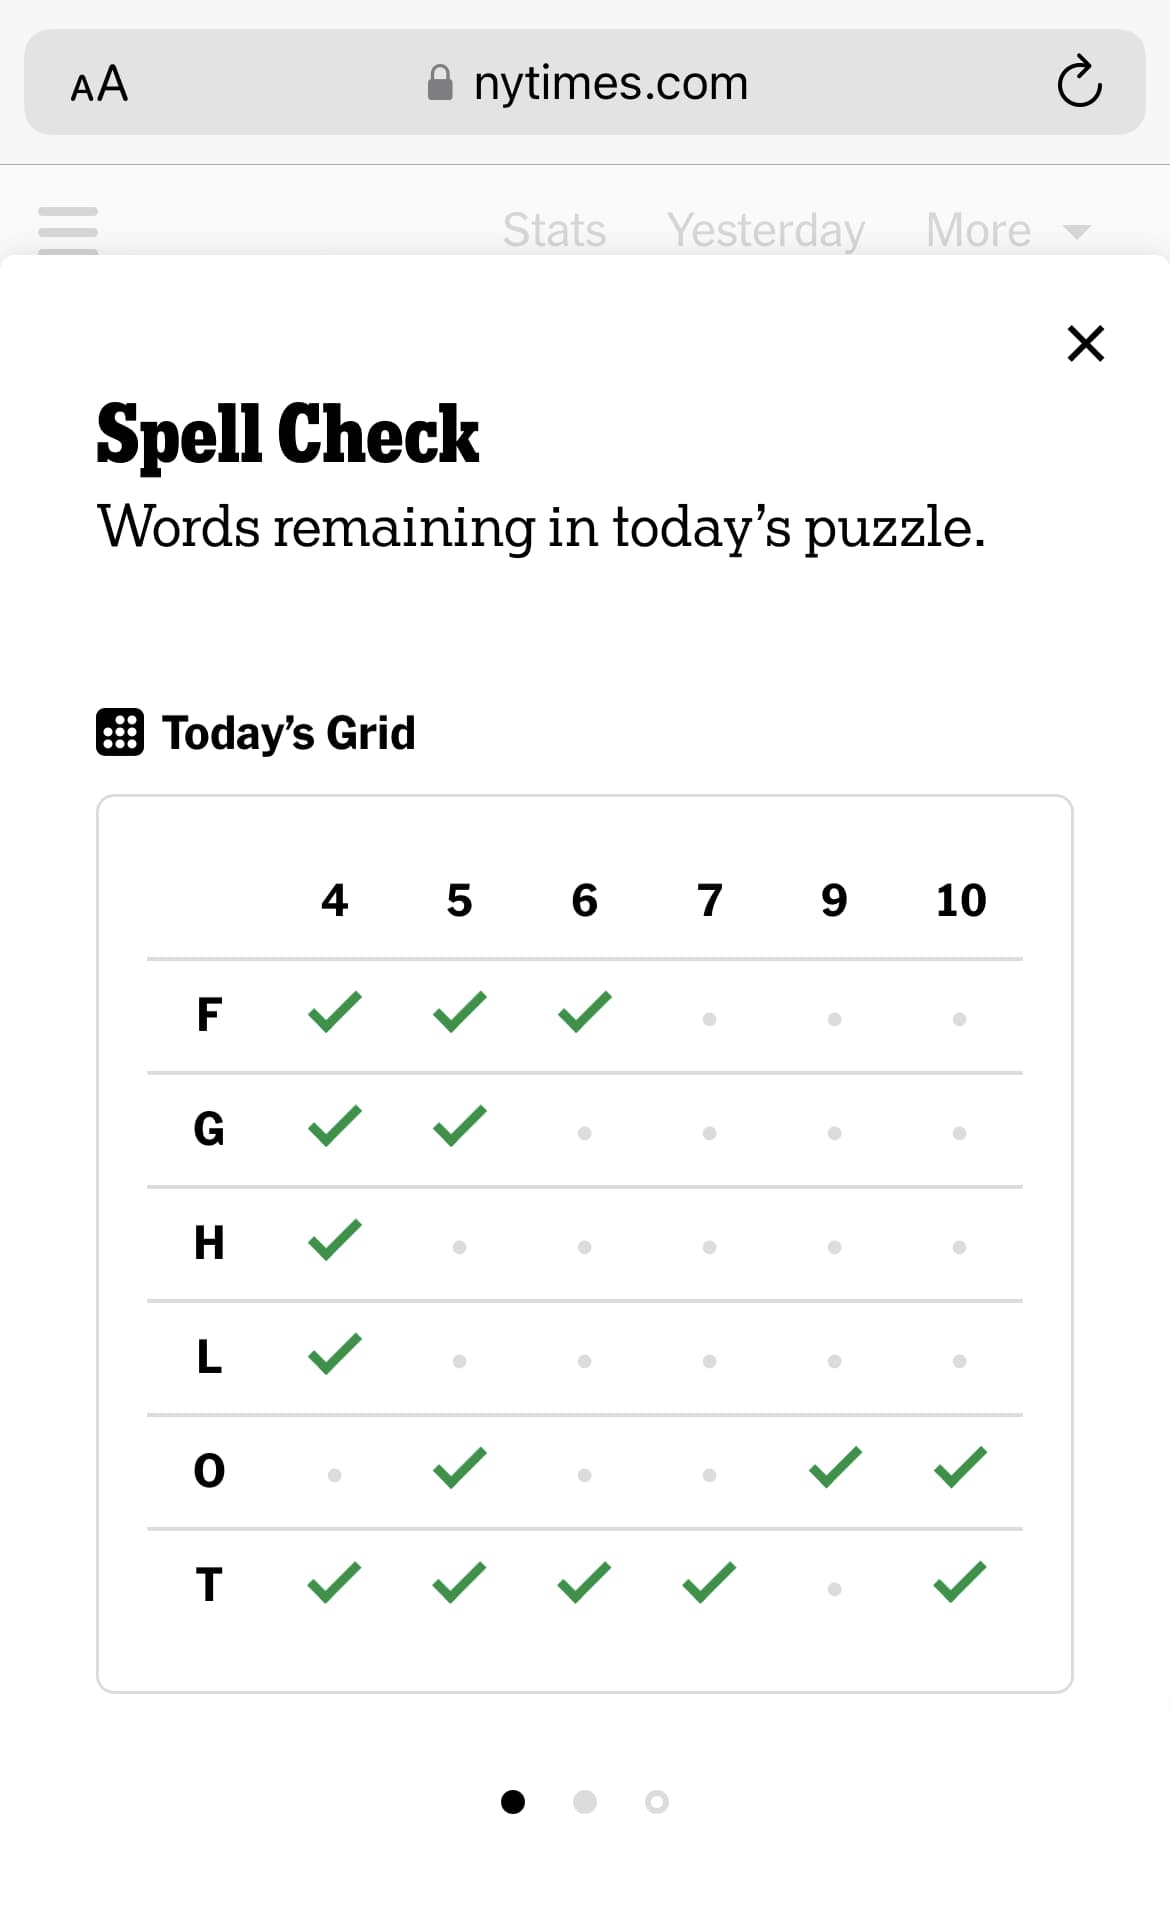 AA nytimes.com
Stats Yesterday More
Spell Check
Words remaining in today’s puzzle.
Today’s Grid
4 5 6 7 9 10
F
G
H
L
O
T